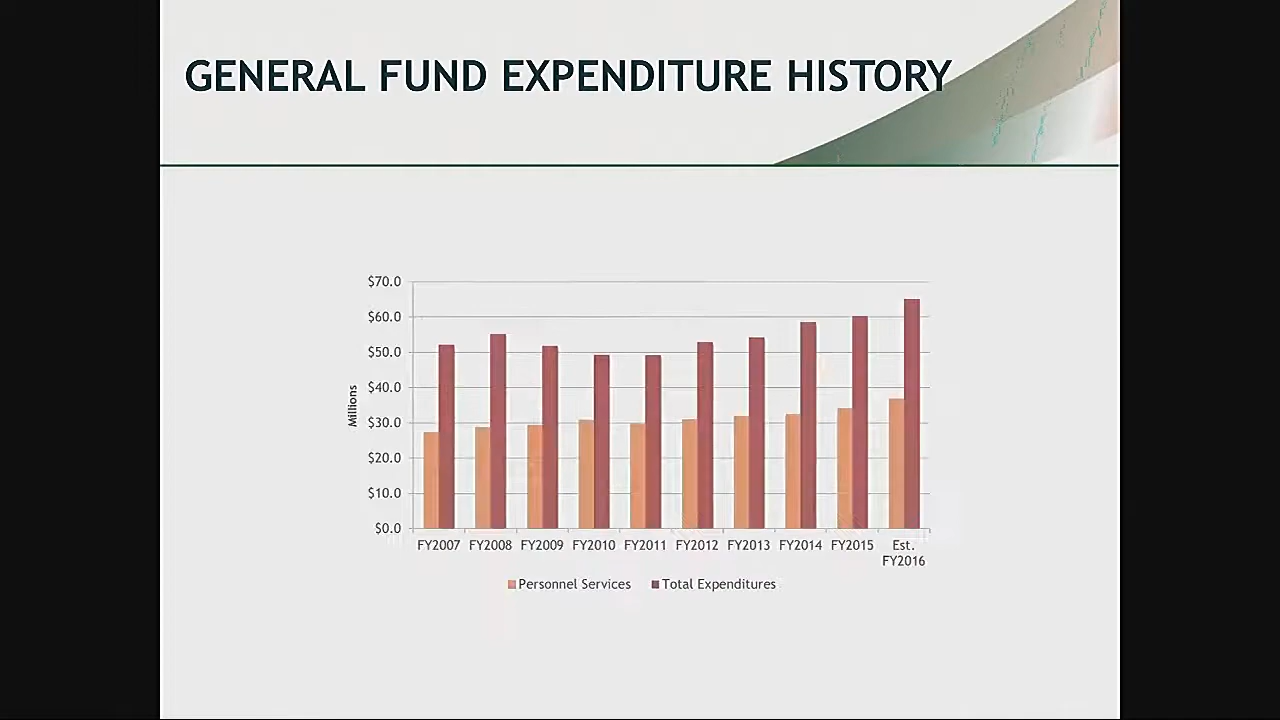 GENERAL FUND EXPENDITURE HISTORY
$70.0
$60.0
$50.0
$40.0
$30.0
$20.0
$10.0
$0.0
Millions
FY2007 FY2008 FY2009 FY2010 FY2011 FY2012 FY2013 FY2014 FY2015 Est.
FY2016
Personnel Services Total Expenditures